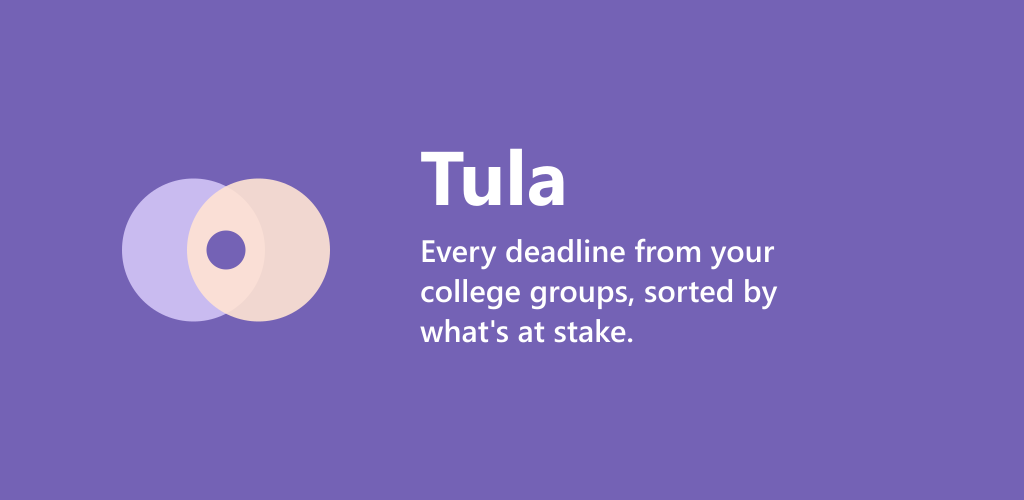 Tula
Every deadline from your
college groups, sorted by
what's at stake.